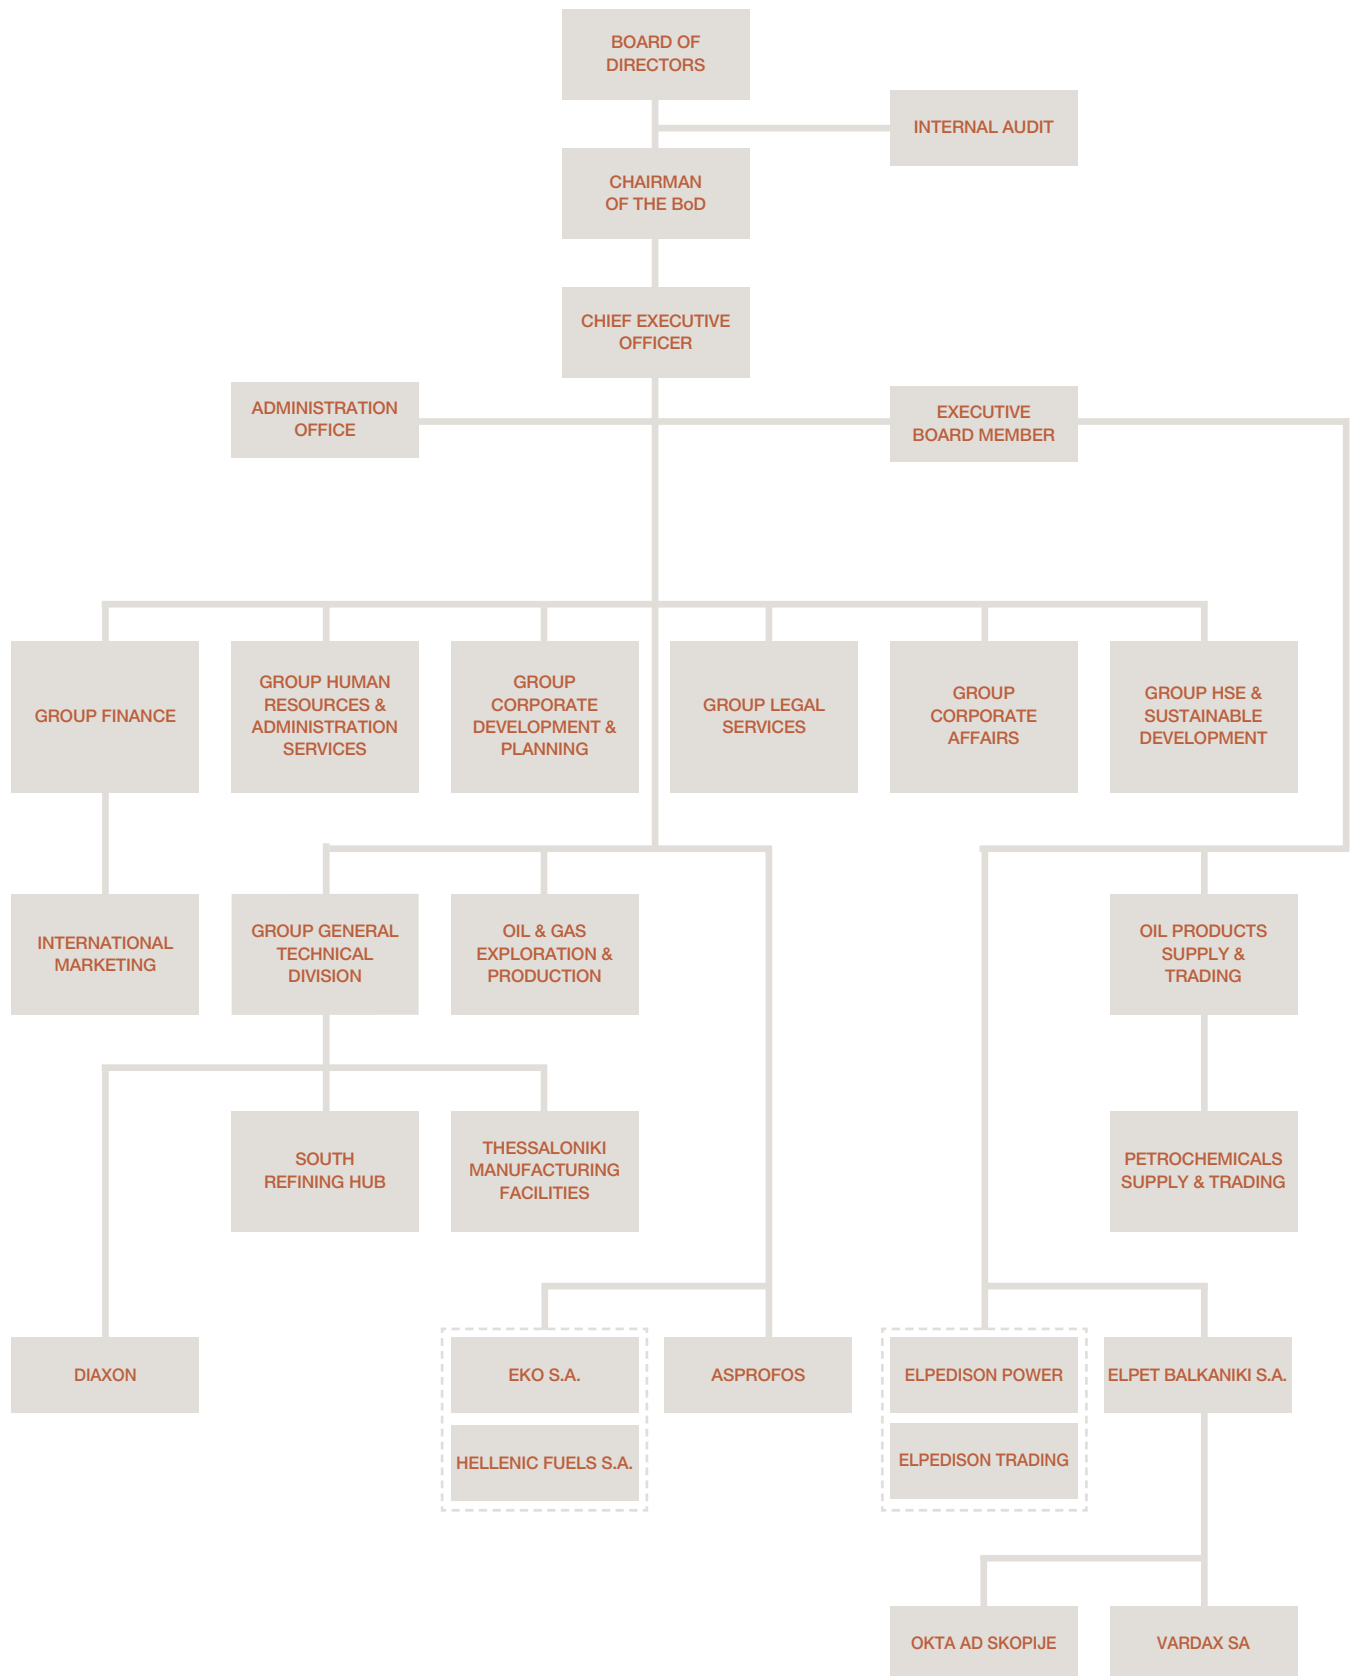 BOARD OF
DIRECTORS
INTERNAL AUDIT
CHAIRMAN
OF THE BoD
CHIEF EXECUTIVE
OFFICER
ADMINISTRATION
OFFICE
EXECUTIVE
BOARD MEMBER
GROUP FINANCE
GROUP HUMAN
RESOURCES &
ADMINISTRATION
SERVICES
GROUP
CORPORATE
DEVELOPMENT &
PLANNING
GROUP LEGAL
SERVICES
GROUP
CORPORATE
AFFAIRS
GROUP HSE &
SUSTAINABLE
DEVELOPMENT
INTERNATIONAL
MARKETING
GROUP GENERAL
TECHNICAL
DIVISION
OIL & GAS
EXPLORATION &
PRODUCTION
OIL PRODUCTS
SUPPLY &
TRADING
SOUTH
REFINING HUB
THESSALONIKI
MANUFACTURING
FACILITIES
PETROCHEMICALS
SUPPLY & TRADING
DIAXON
EKO S.A.
ASPROFOS
ELPEDISON POWER
ELPET BALKANIKI S.A.
HELLENIC FUELS S.A.
ELPEDISON TRADING
OKTA AD SKOPIJE
VARDAX SA